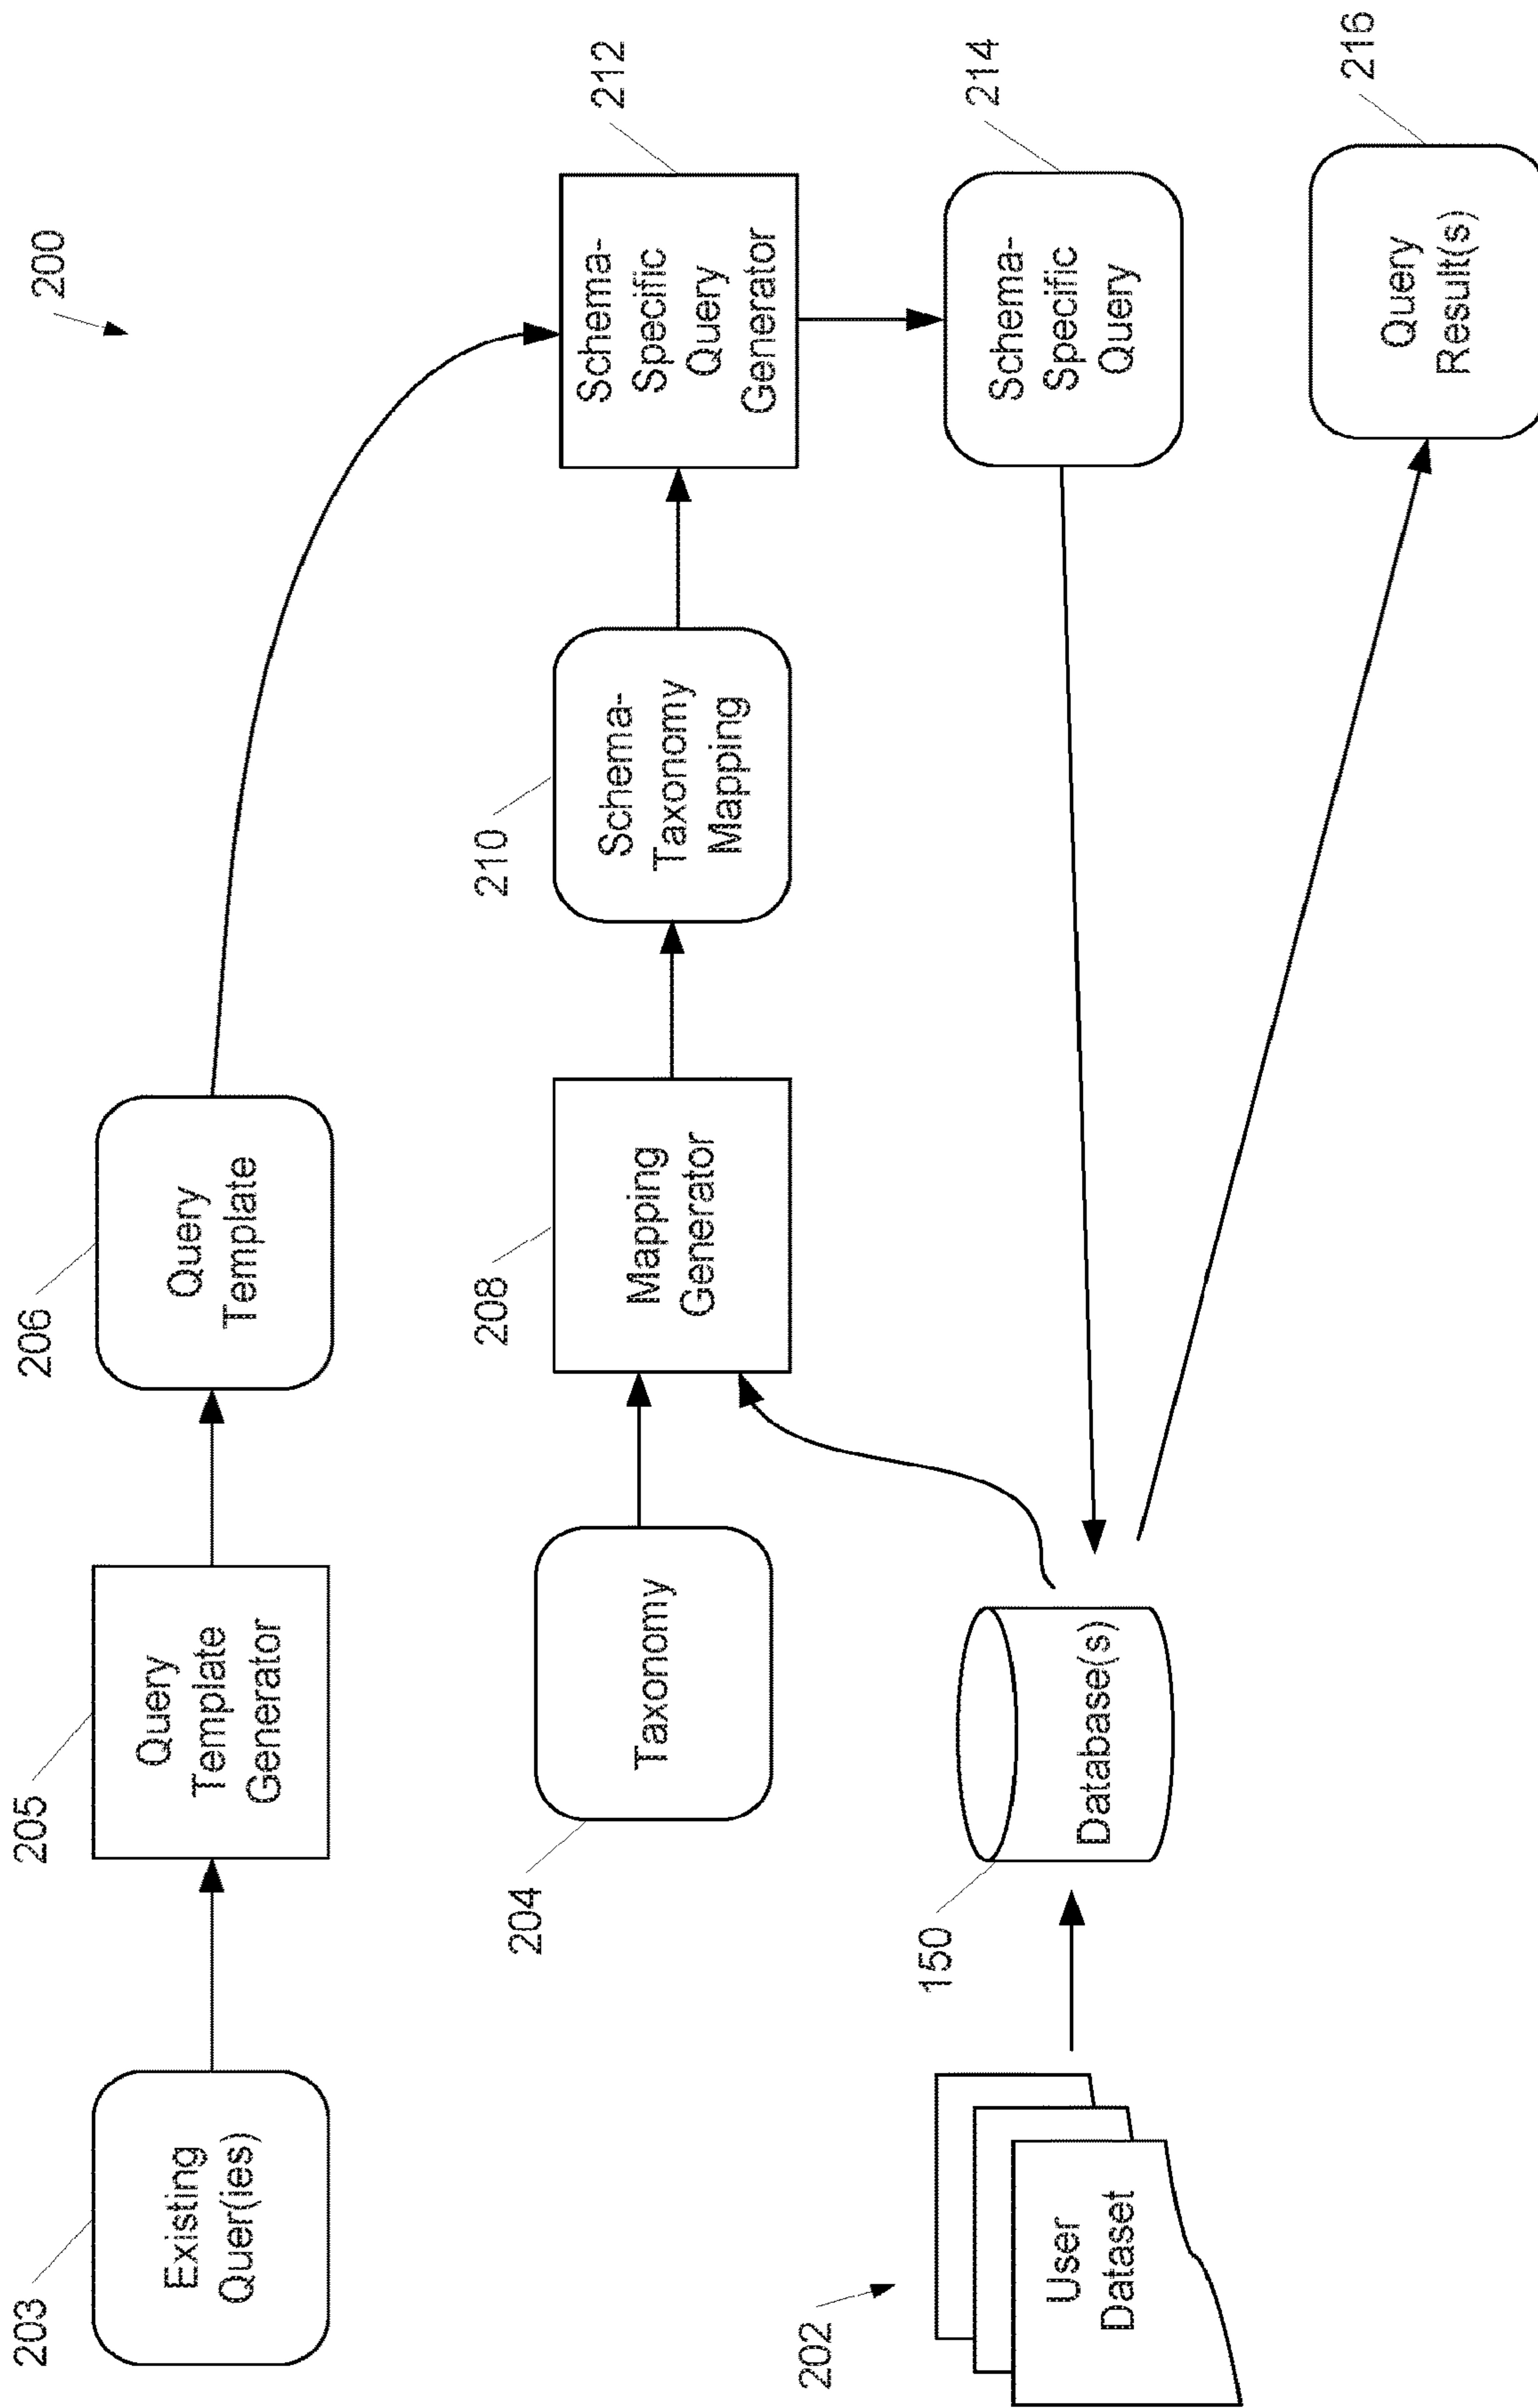 200
203
Existing
Quer(ies)
205
Query
Template
Generator
206
Query
Template
204
Taxonomy
208
Mapping
Generator
210
Schema-
Taxonomy
Mapping
Schema-
Specific
Query
Generator
212
202
User
Dataset
150
Database(s)
Schema-
Specific
Query
214
Query
Result(s)
216